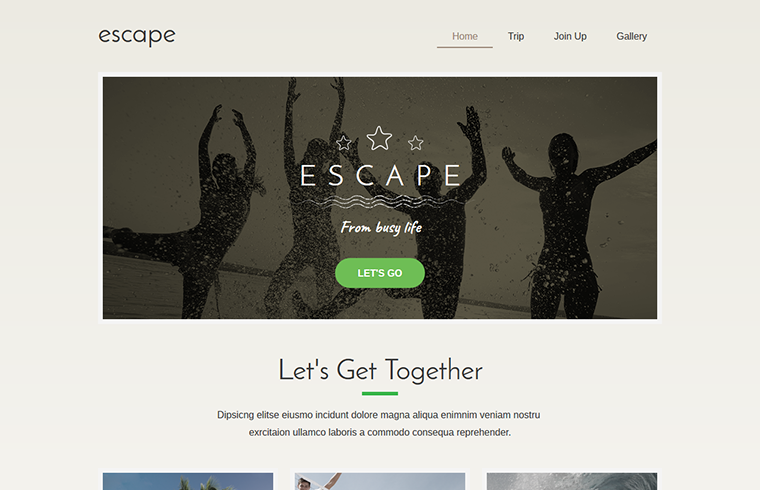 escape
Home Trip Join Up Gallery
ESCAPE
From busy life
LET'S GO
Let's Get Together
Dipsicng elitse eiusmo incidunt dolore magna aliqua enimnim veniam nostru
exrcitaion ullamco laboris a commodo consequa reprehender.